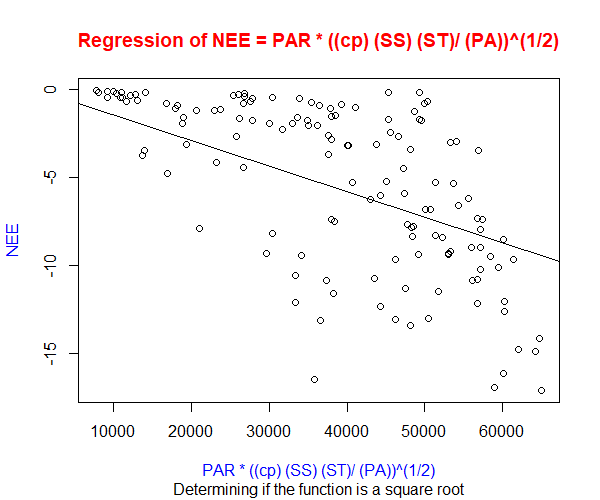 Regression of NEE = PAR * ((cp) (SS) (ST)/ (PA))^(1/2)
NEE
0
-5
-10
-15
10000 20000 30000 40000 50000 60000
PAR * ((cp) (SS) (ST)/ (PA))^(1/2)
Determining if the function is a square root